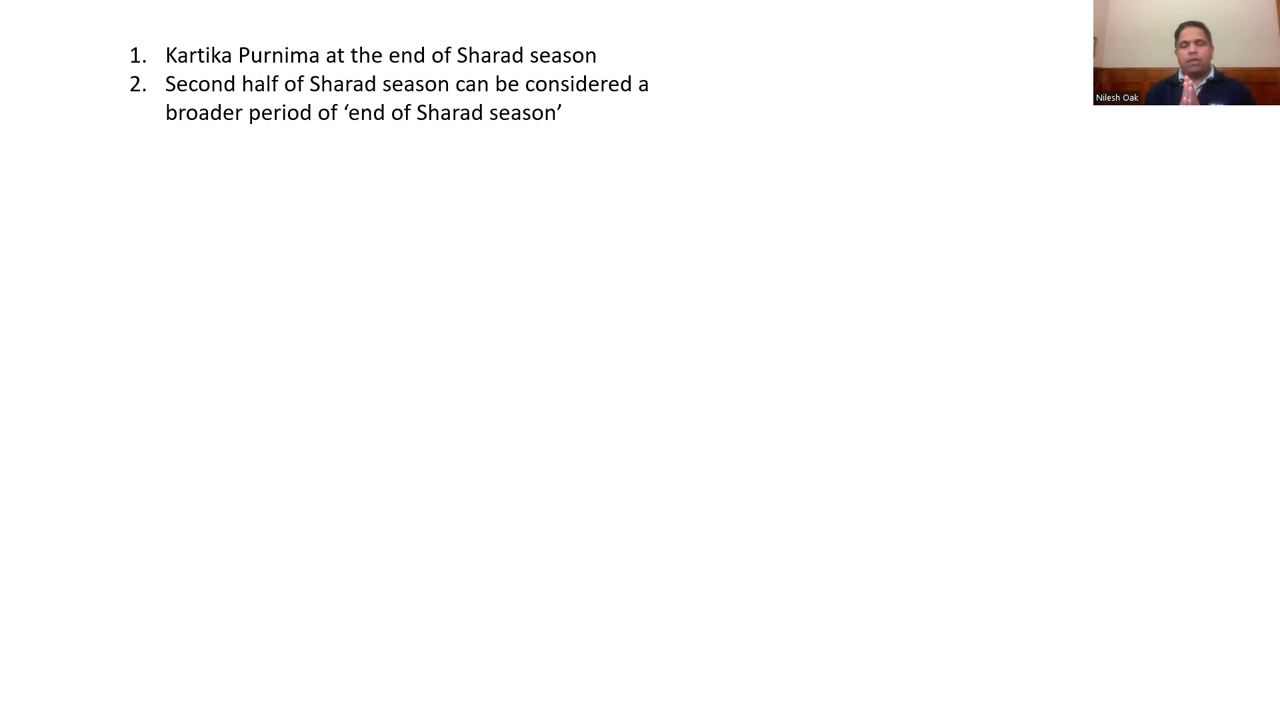 1. Kartika Purnima at the end of Sharad season
2. Second half of Sharad season can be considered a
broader period of ‘end of Sharad season’
Nilesh Oak